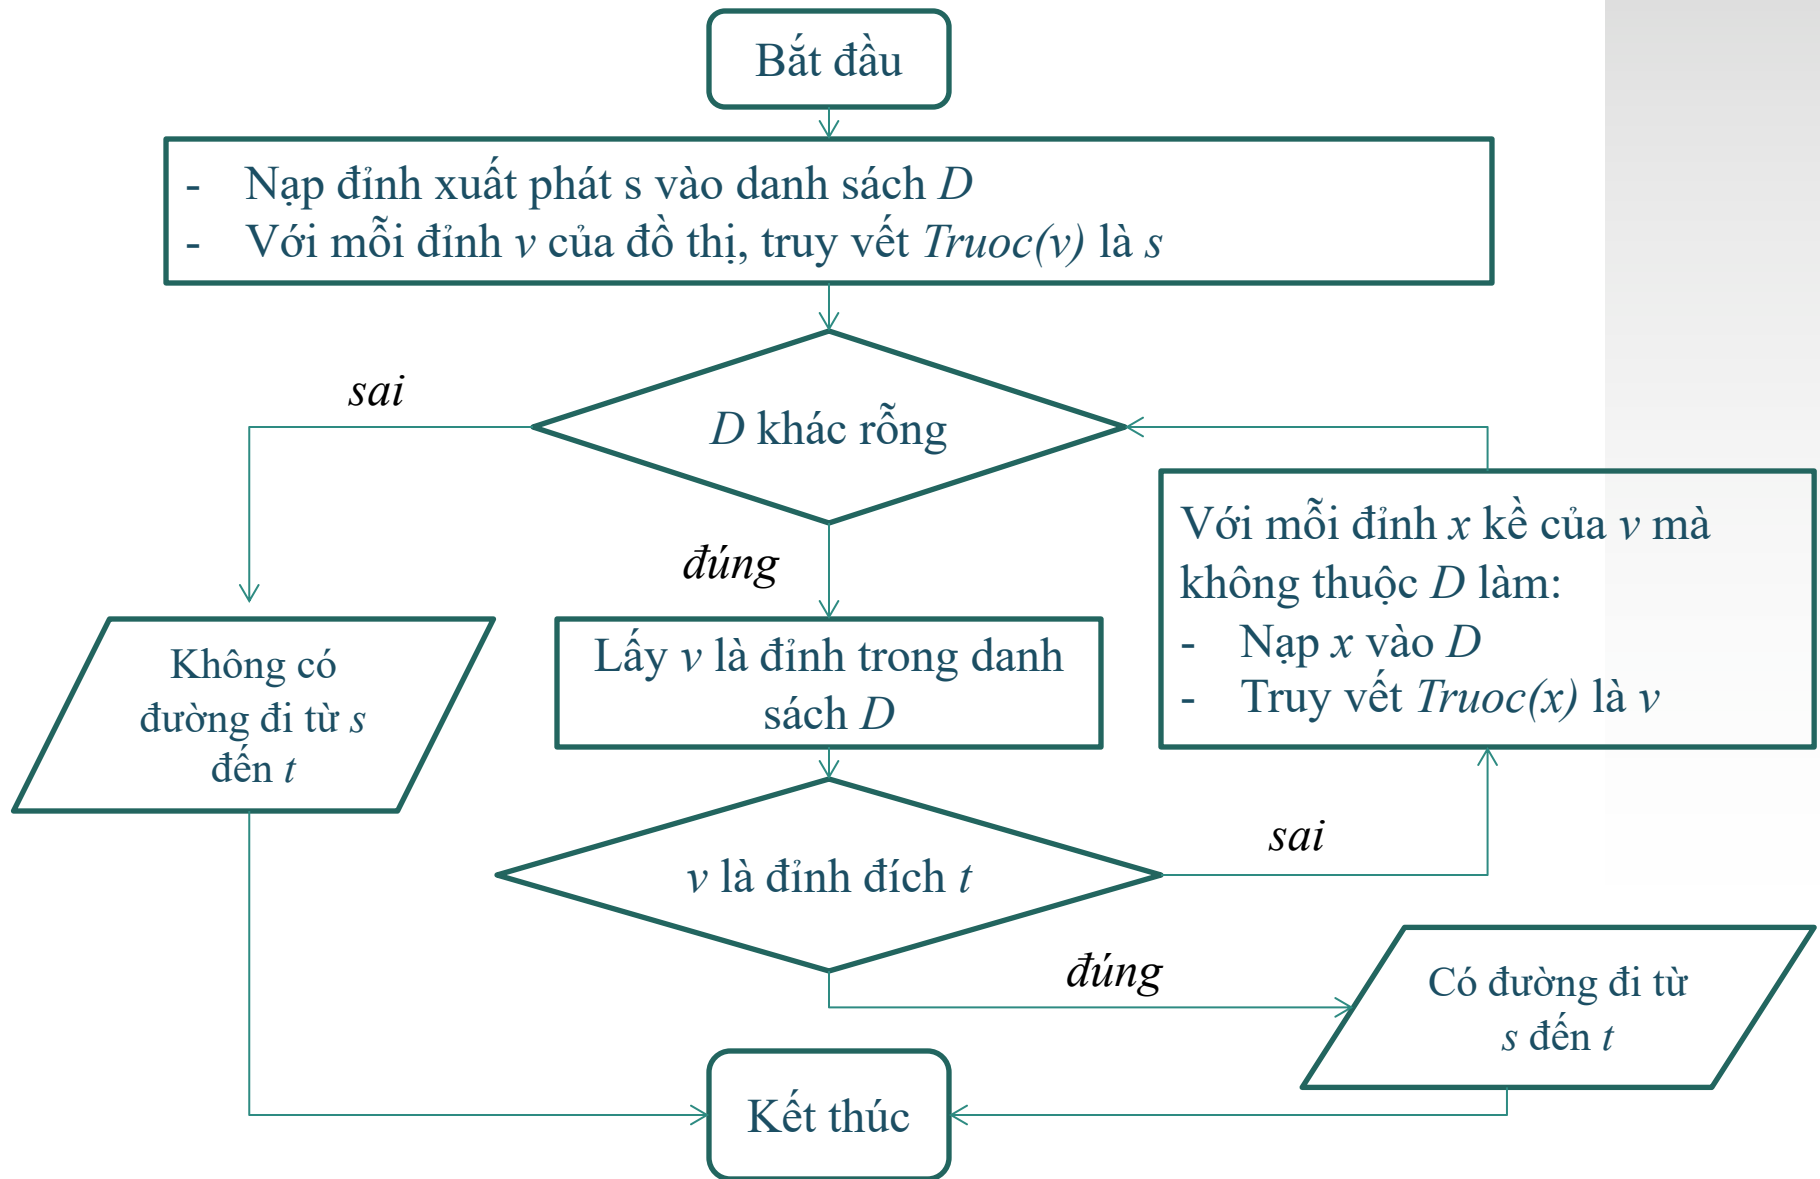 Bắt đầu
- Nạp đỉnh xuất phát s vào danh sách D
- Với mỗi đỉnh v của đồ thị, truy vết Truoc(v) là s
sai
D khác rỗng
đúng
Với mỗi đỉnh x kề của v mà
không thuộc D làm:
- Nạp x vào D
- Truy vết Truoc(x) là v
Không có
đường đi từ s
đến t
Lấy v là đỉnh trong danh
sách D
v là đỉnh đích t
sai
đúng
Có đường đi từ
s đến t
Kết thúc